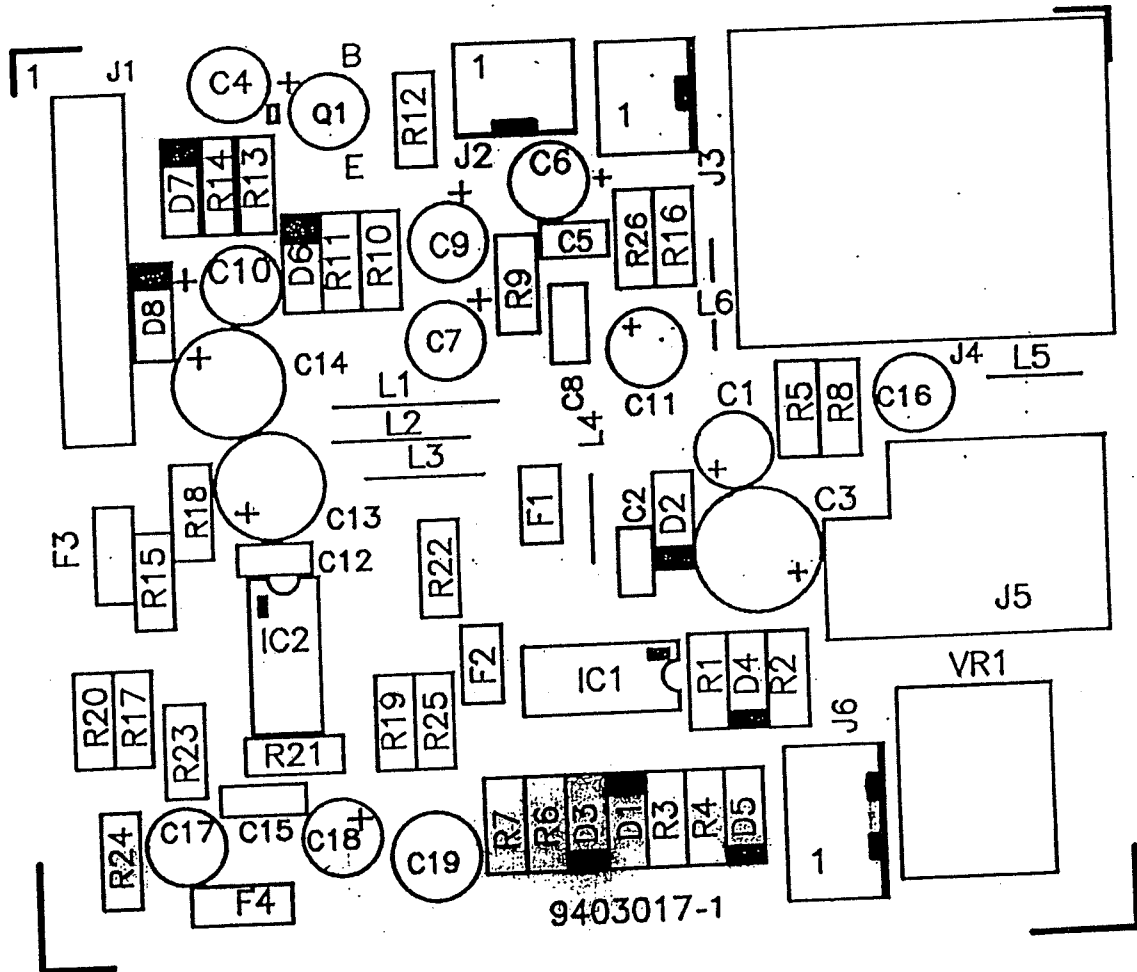 1
J1
C4
+
Q1
B
E
R12
1
J2
1
J3
C6
+
D7
R14
R13
D6
R11
R10
+
C9
C5
R26
R16
D8
+
C10
R9
L6
+
C7
C8
+
C11
+
C14
L1
L2
L3
L4
C1
+
R5
R8
C16
J4
L5
R18
+
C13
F1
C2
D2
C3
+
F3
R15
C12
R22
J5
IC2
F2
IC1
R1
D4
R2
VR1
R20
R17
R23
R21
R19
R25
J6
1
R24
C17
C15
C18
+
C19
R7
R6
D3
D1
R3
R4
D5
F4
9403017-1